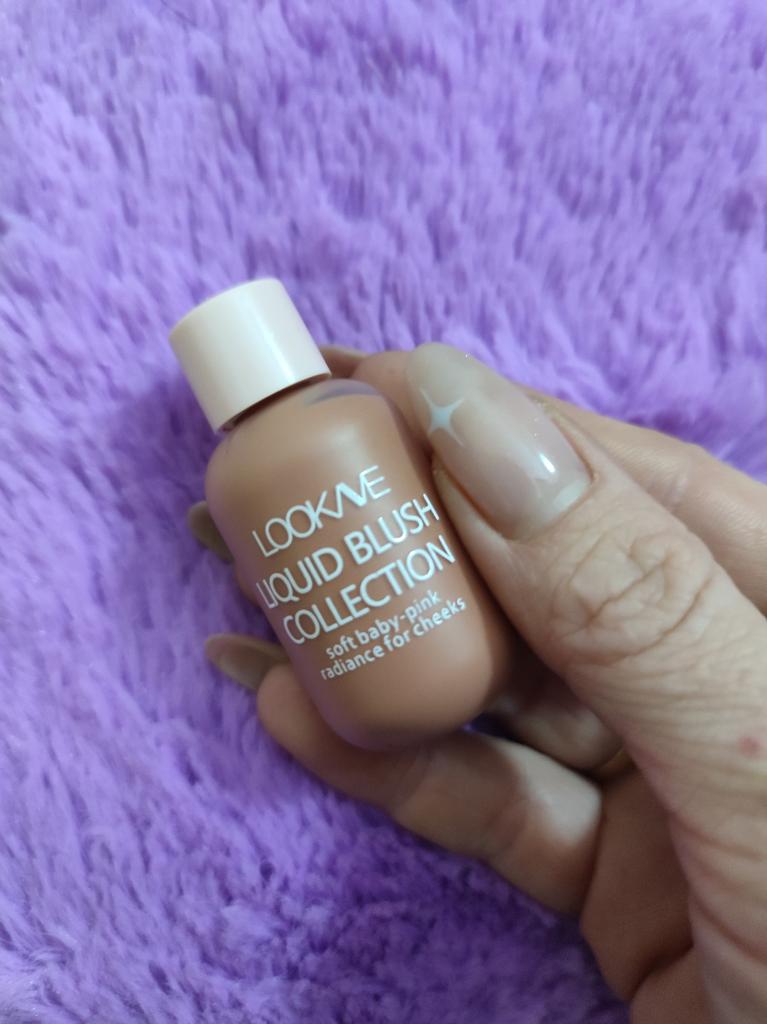 LOOKAVE
LIQUID BLUSH
COLLECTION
soft baby-pink
radiance for cheeks